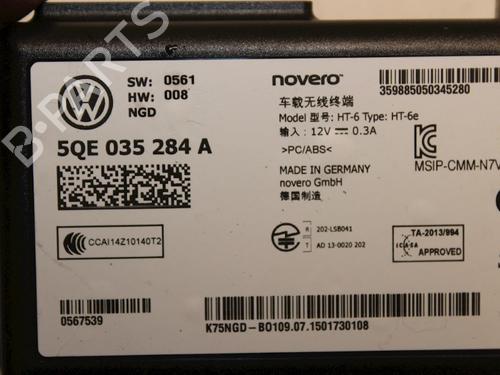 B-PARTS
SW: 0561
HW: 008
NGD
5QE 035 284 A
CCAI14Z10140T2
0567539
novero
车载无线终端
Model 型号: HT-6 Type: HT-6e
输入: 12V 0.3A
>PC/ABS<
MADE IN GERMANY
novero GmbH
德国制造
R 202-LSB041
T AD 13-0020 202
K75NGD-BO109.07.1501730108
359885050345280
MSIP-CMM-N7V
TA-2013/994
ICASA APPROVED